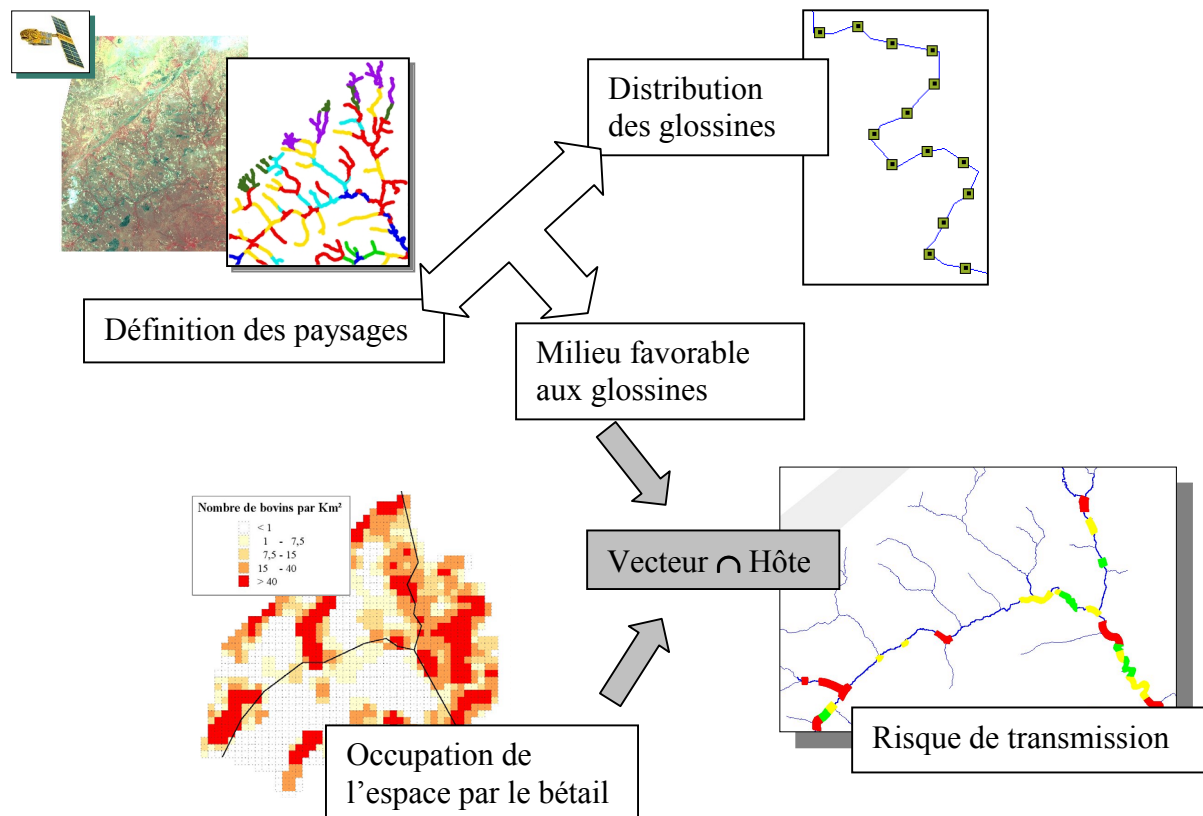 Distribution
des glossines
Définition des paysages
Milieu favorable
aux glossines
Nombre de bovins par Km²
< 1
1 - 7,5
7,5 - 15
15 - 40
> 40
Vecteur ∩ Hôte
Occupation de
l’espace par le bétail
Risque de transmission